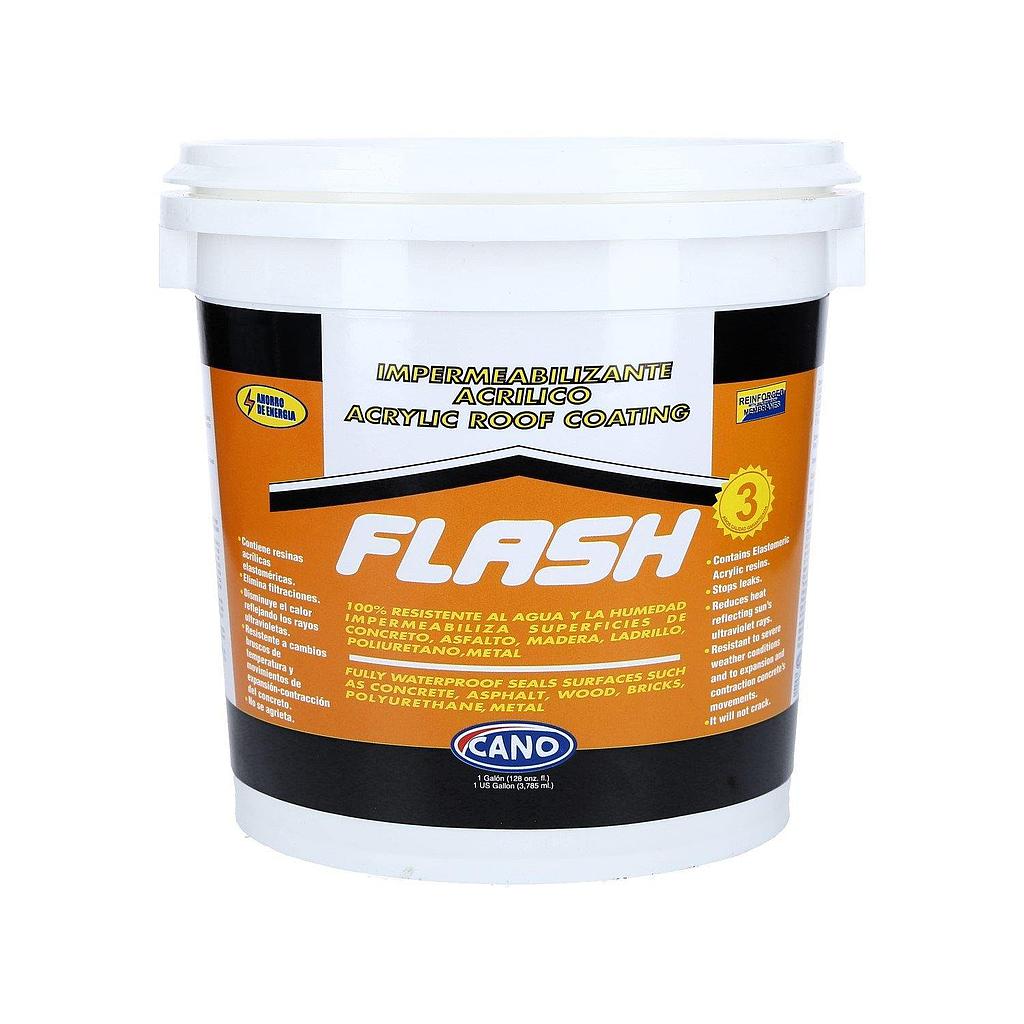 IMPERMEABILIZANTE
ACRILICO
ACRYLIC ROOF COATING
AHORRO
DE ENERGIA
REINFORCED
MEMBRANES
3
FLASH
•Contiene resinas
acrílicas
elastoméricas.
•Elimina filtraciones.
•Disminuye el calor
reflejando los rayos
ultravioletas.
•Resistente a cambios
bruscos de
temperatura y
movimientos de
expansión-contracción
del concreto.
•No se agrieta.
100% RESISTENTE AL AGUA Y LA HUMEDAD
IMPERMEABILIZA SUPERFICIES DE
CONCRETO, ASFALTO, MADERA, LADRILLO,
POLIURETANO, METAL
FULLY WATERPROOF SEALS SURFACES SUCH
AS CONCRETE, ASPHALT, WOOD, BRICKS,
POLYURETHANE, METAL
•Contains Elastomeric
Acrylic resins.
•Stops leaks.
•Reduces heat
reflecting sun's
ultraviolet rays.
•Resistant to severe
weather conditions
and to expansion and
contraction concrete's
movements.
•It will not crack.
CANO
1 Galón (128 onz. fl.)
1 US Gallon (3,785 ml.)